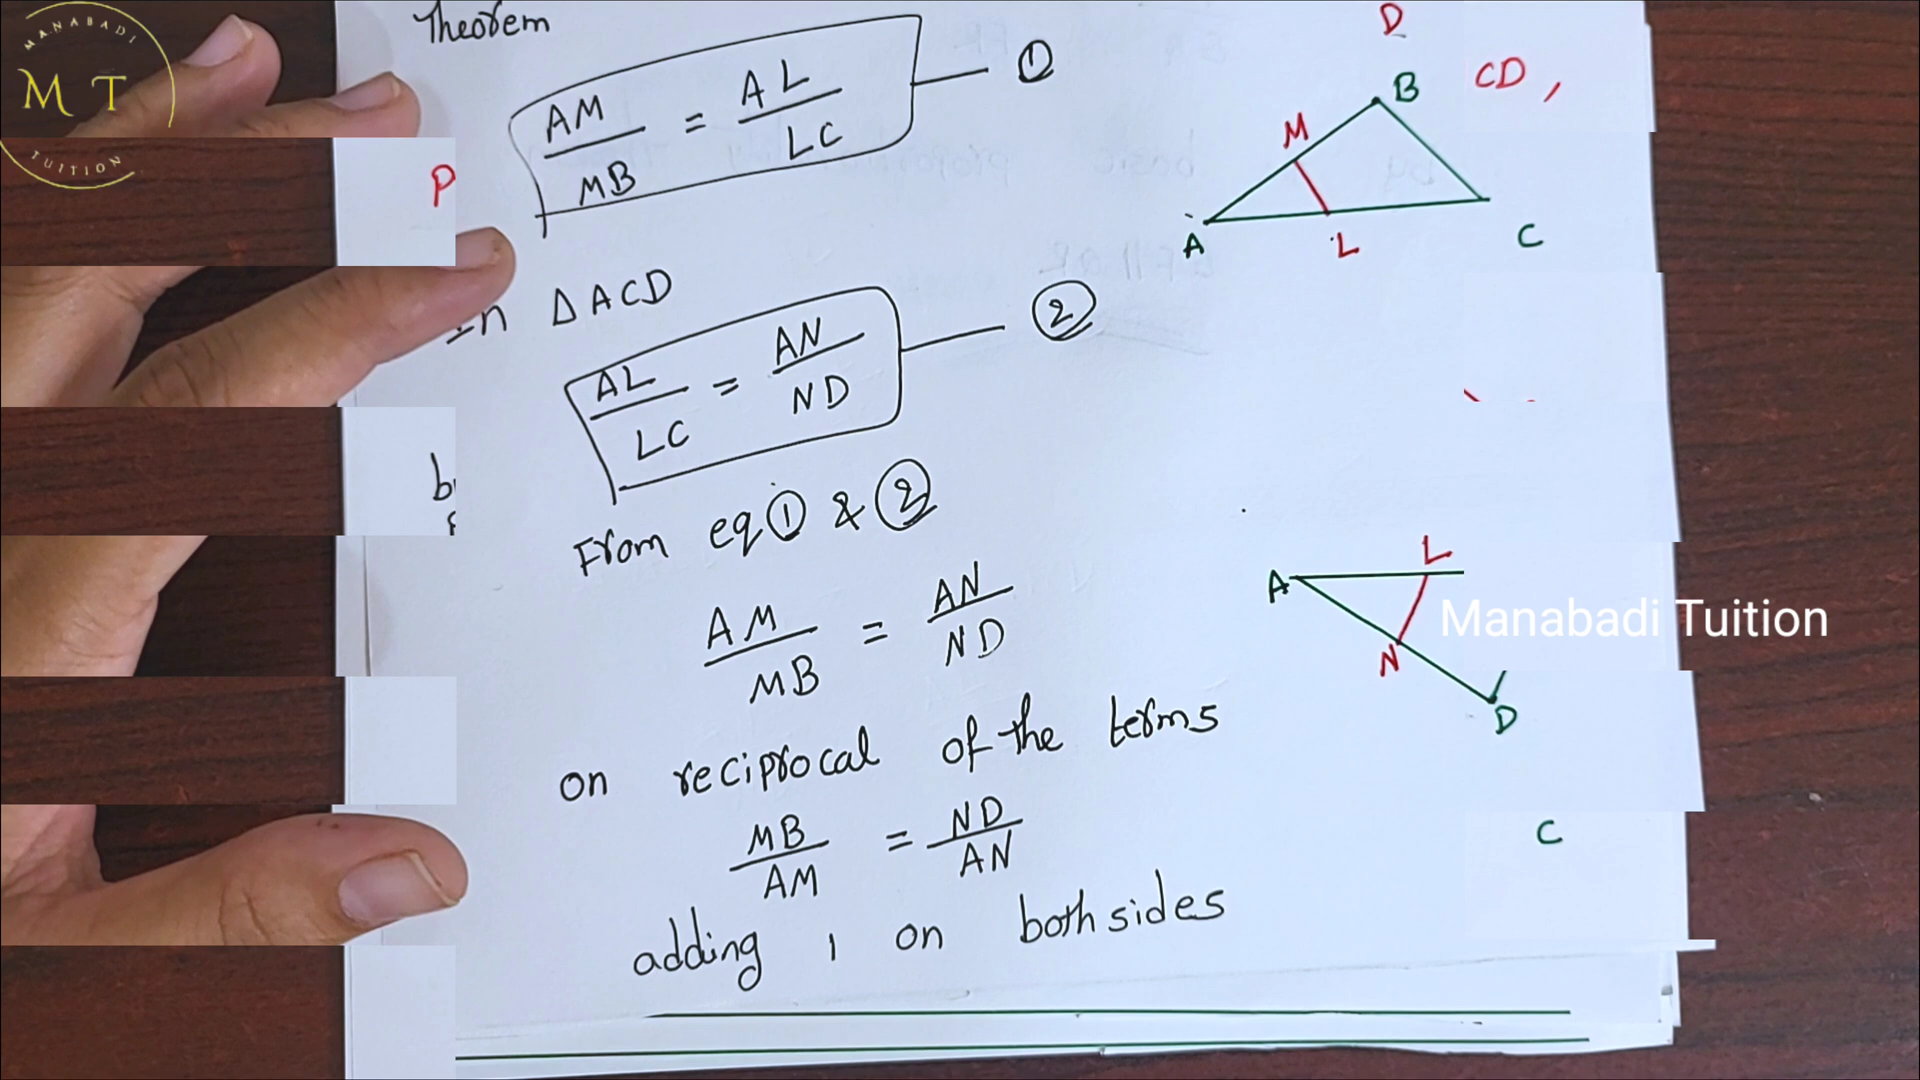 MANABADI
M T
TUITION
Theorem
AM/MB = AL/LC — ①
D
CD,
B
M
A
L
C
P
In ΔACD
AL/LC = AN/ND — ②
From eq ① & ②
AM/MB = AN/ND
L
A
N
D
Manabadi Tuition
on reciprocal of the terms
MB/AM = ND/AN
C
adding 1 on both sides